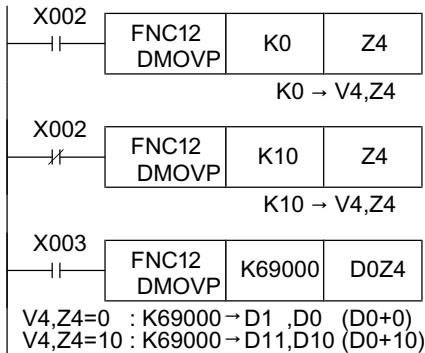 X002
FNC12 DMOVP K0 Z4
K0 → V4,Z4
X002
FNC12 DMOVP K10 Z4
K10 → V4,Z4
X003
FNC12 DMOVP K69000 D0Z4
V4,Z4=0 : K69000→D1 ,D0 (D0+0)
V4,Z4=10 : K69000→D11,D10 (D0+10)